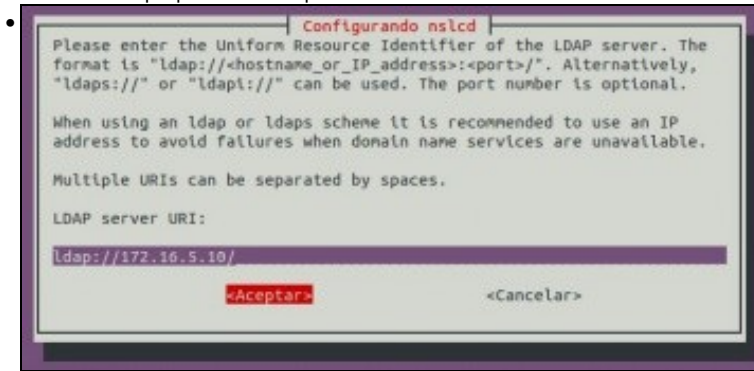 Configurando nslcd
Please enter the Uniform Resource Identifier of the LDAP server. The
format is "ldap://<hostname_or_IP_address>:<port>/". Alternatively,
"ldaps://" or "ldapi://" can be used. The port number is optional.
When using an ldap or ldaps scheme it is recommended to use an IP
address to avoid failures when domain name services are unavailable.
Multiple URIs can be separated by spaces.
LDAP server URI:
ldap://172.16.5.10/
<Aceptar> <Cancelar>